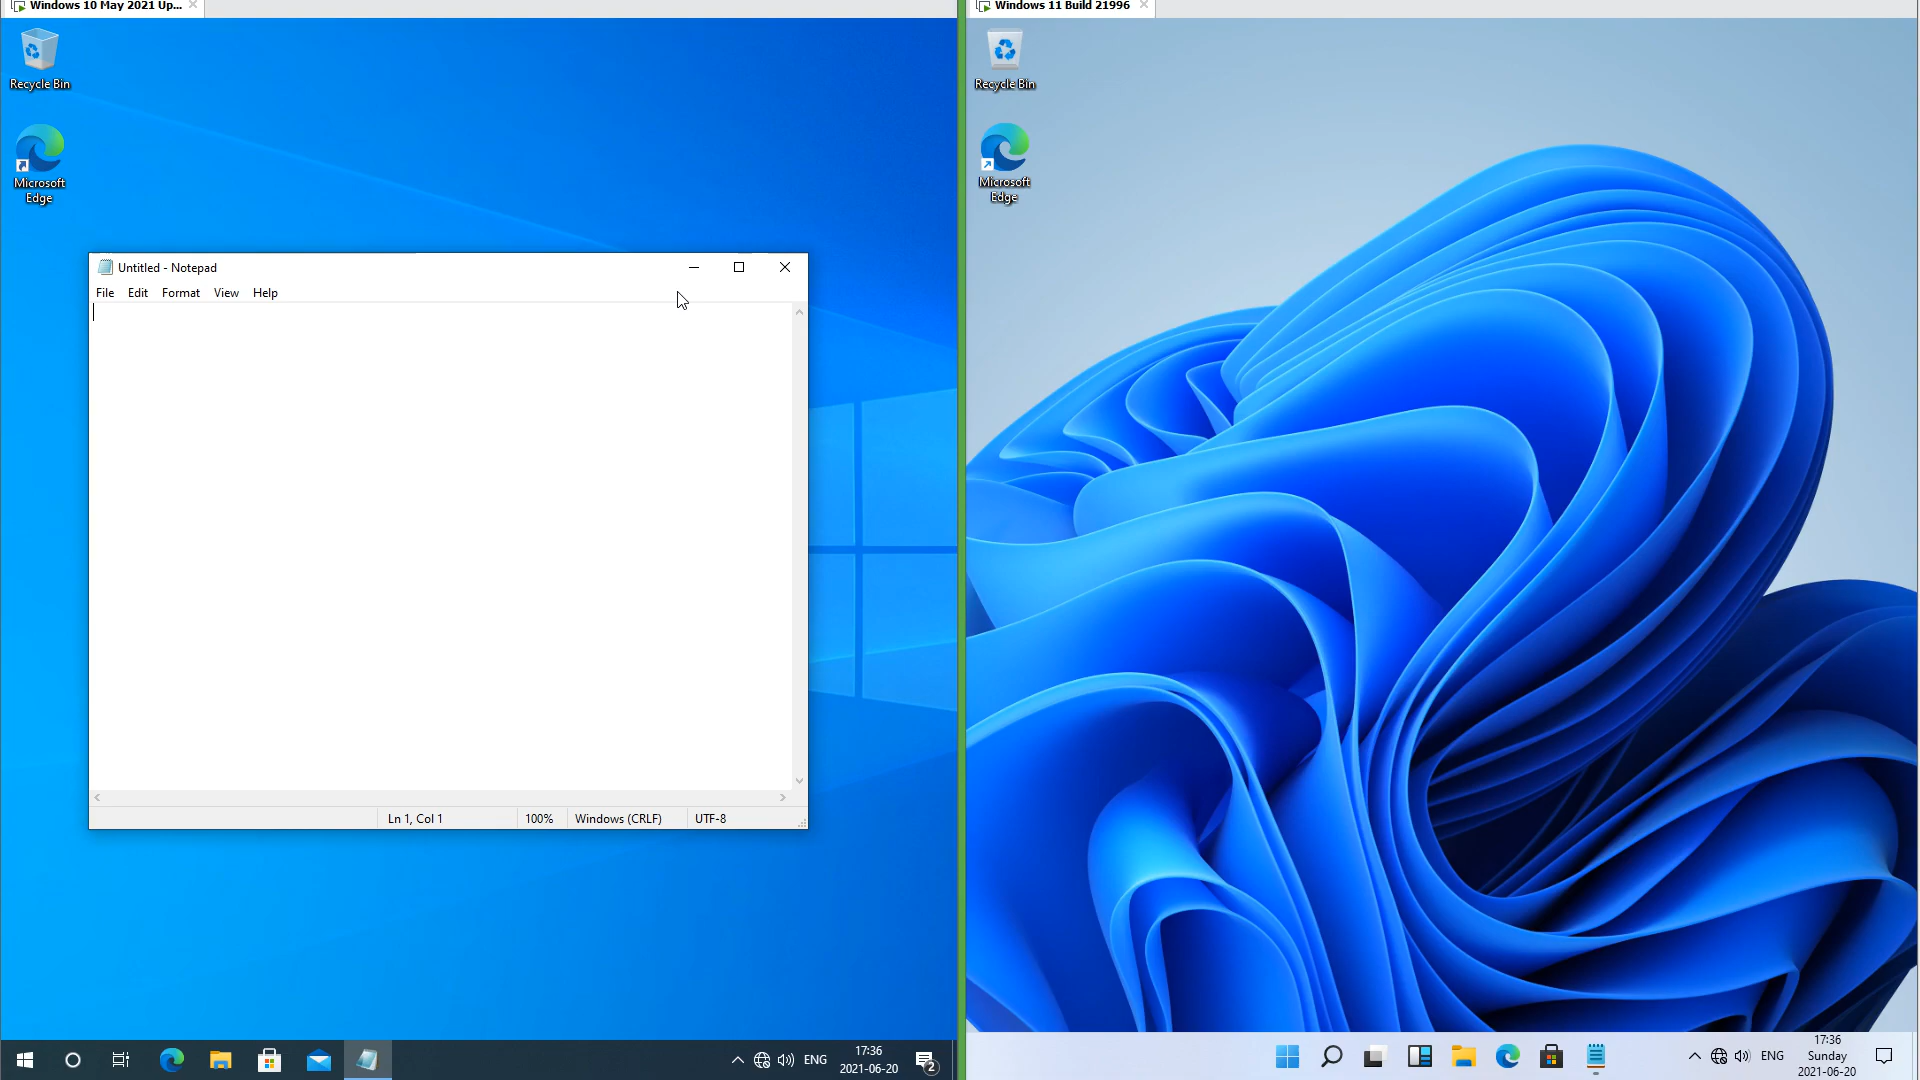 Windows 10 May 2021 Up...
Recycle Bin
Microsoft
Edge
Untitled - Notepad
File Edit Format View Help
Ln 1, Col 1 100% Windows (CRLF) UTF-8
ENG
17:36
2021-06-20
2
Windows 11 Build 21996
Recycle Bin
Microsoft
Edge
ENG
17:36
Sunday
2021-06-20